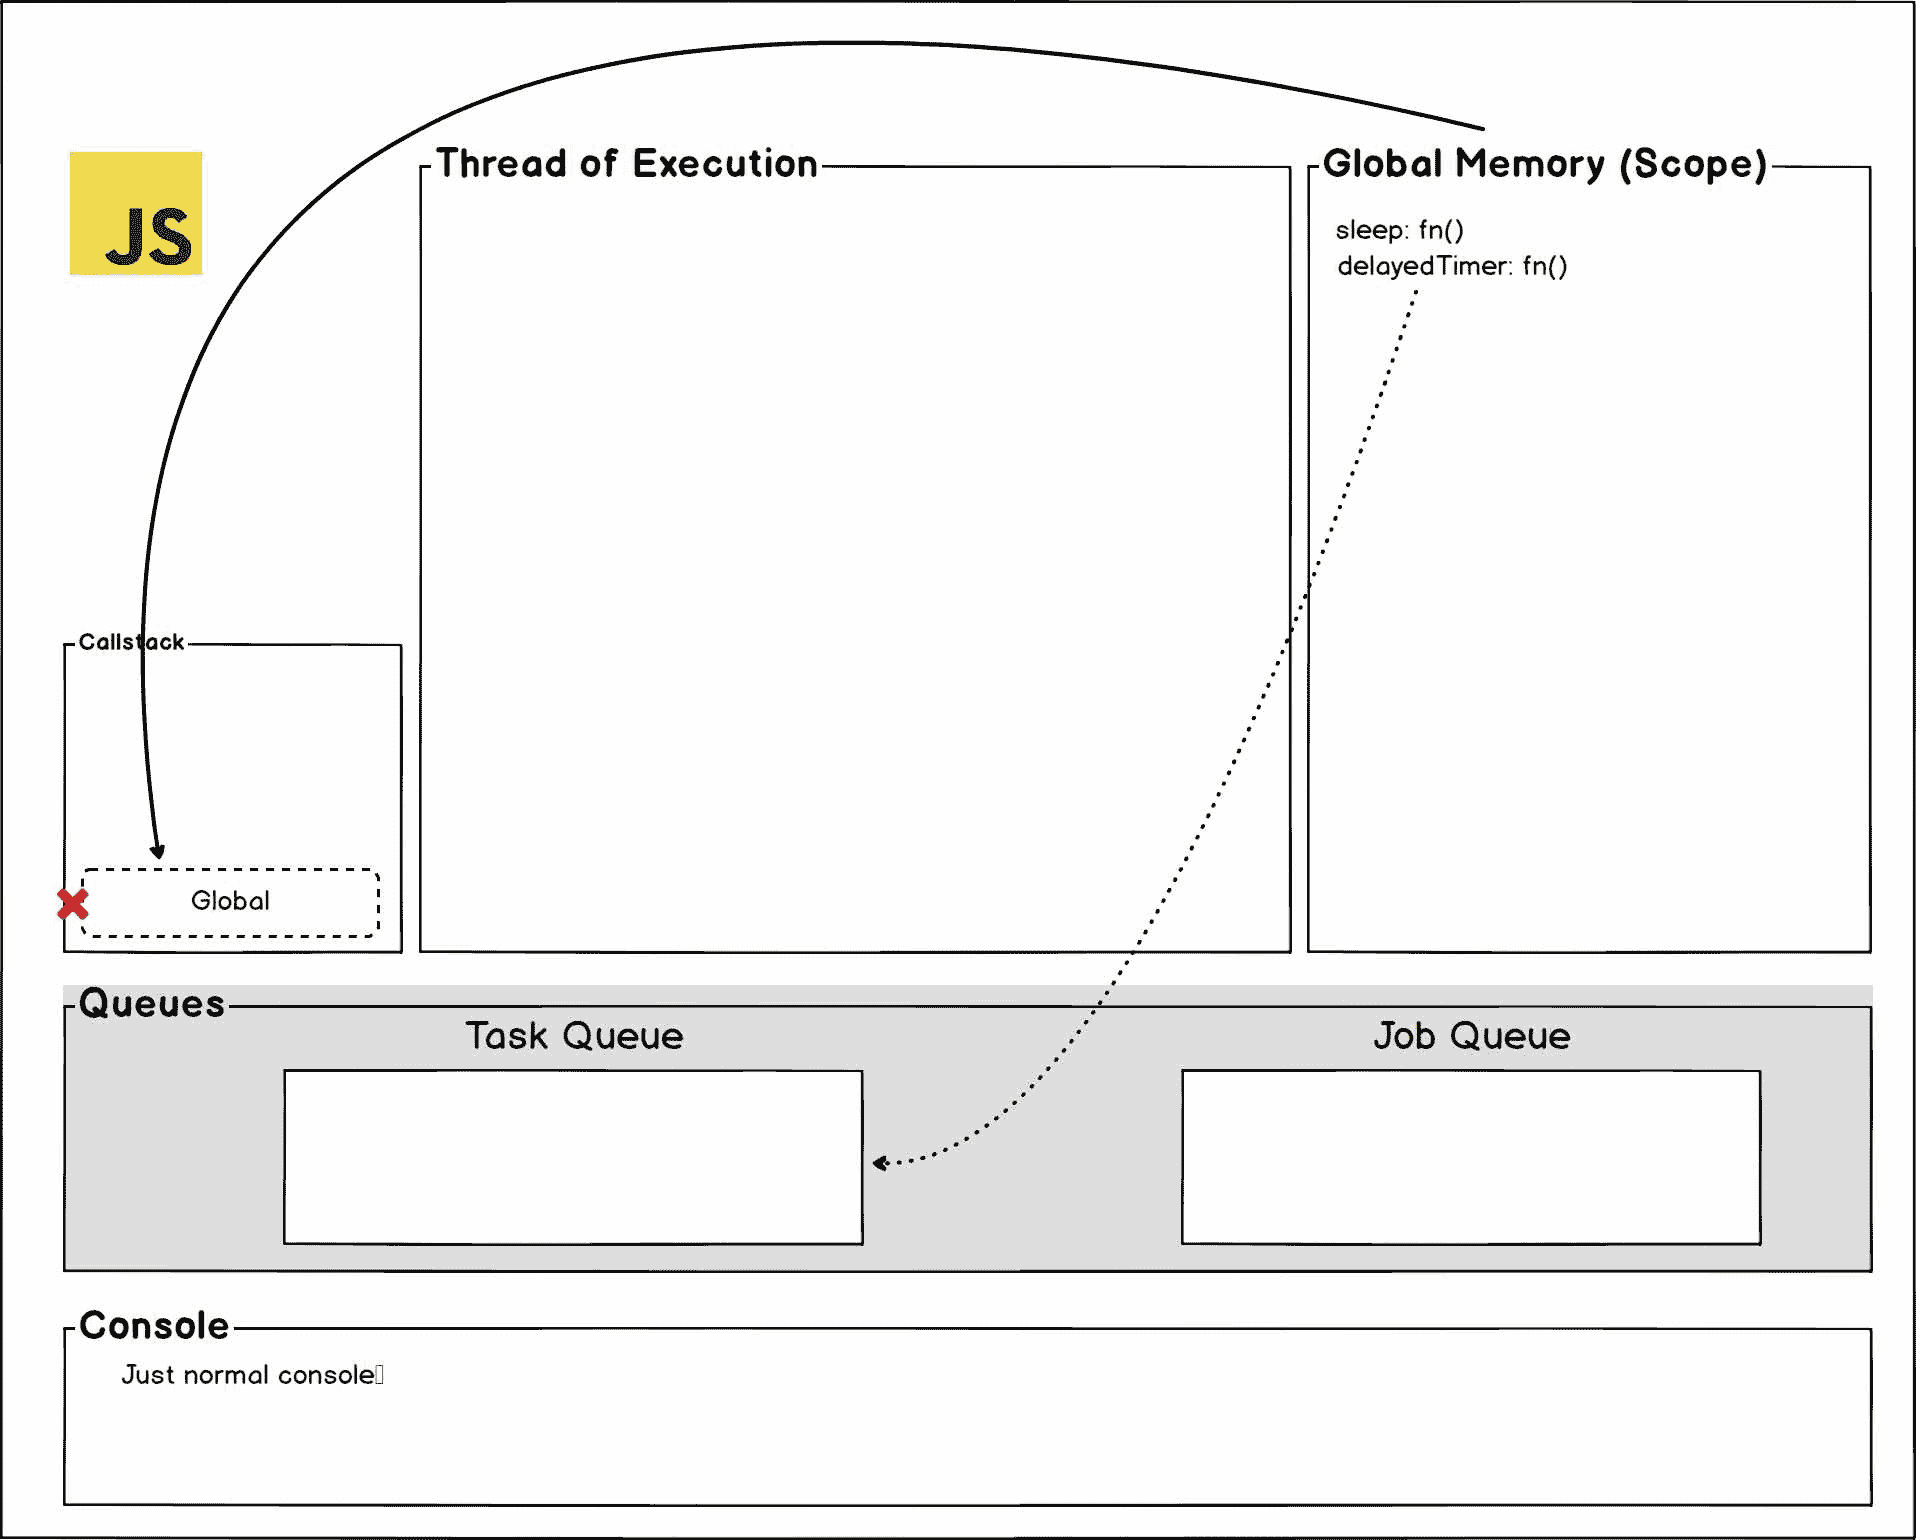 JS
Thread of Execution
Global Memory (Scope)
sleep: fn()
delayedTimer: fn()
Callstack
Global
Queues
Task Queue
Job Queue
Console
Just normal console